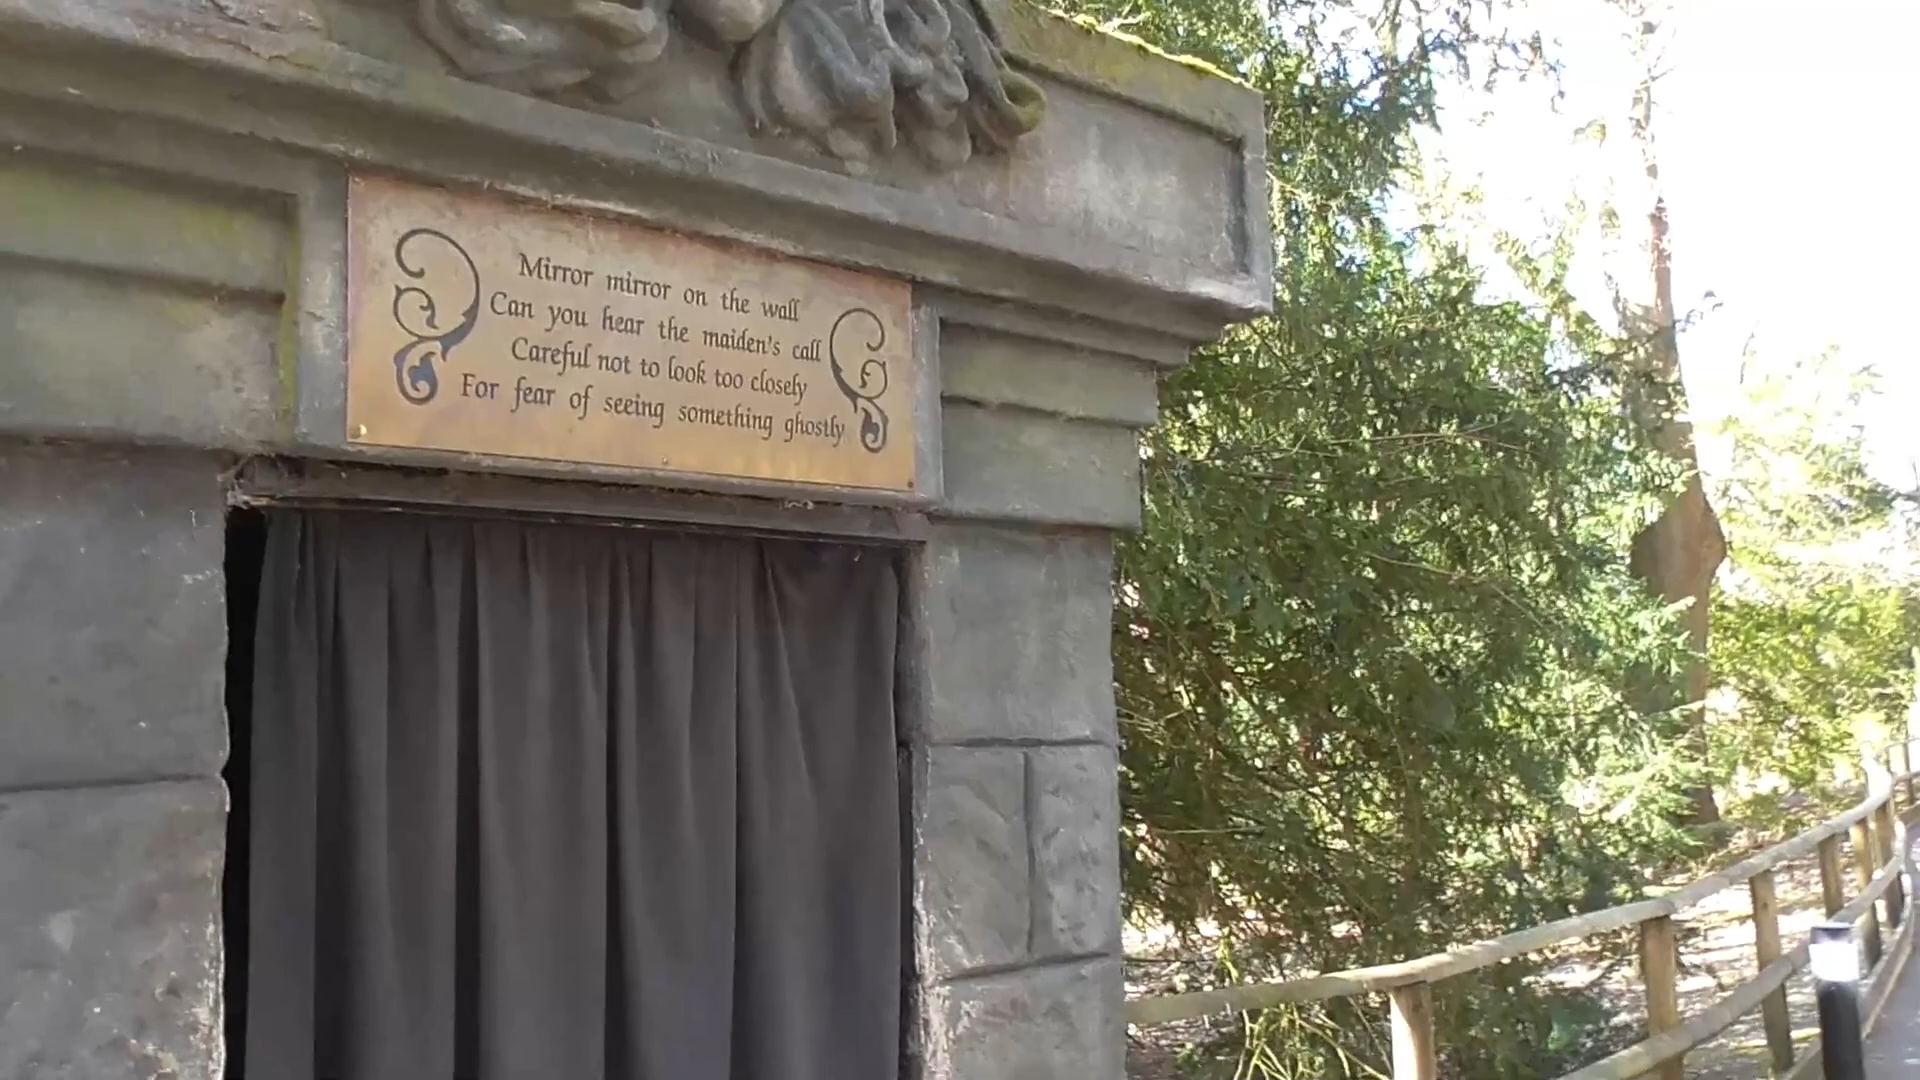 Mirror mirror on the wall
Can you hear the maiden's call
Careful not to look too closely
For fear of seeing something ghostly